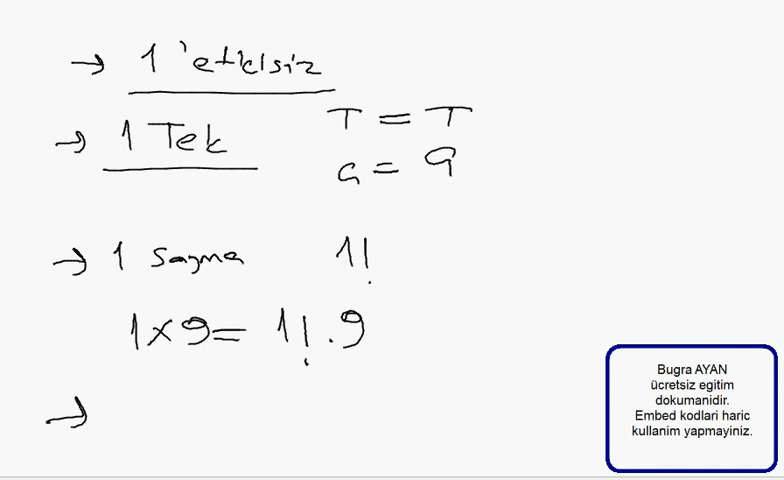 → 1 'etkisiz
→ 1 Tek
T = T
a = a
→ 1 Sayma 1!
1x9= 1! . 9
→
Bugra AYAN
ücretsiz egitim
dokumanidir.
Embed kodlari haric
kullanim yapmayiniz.